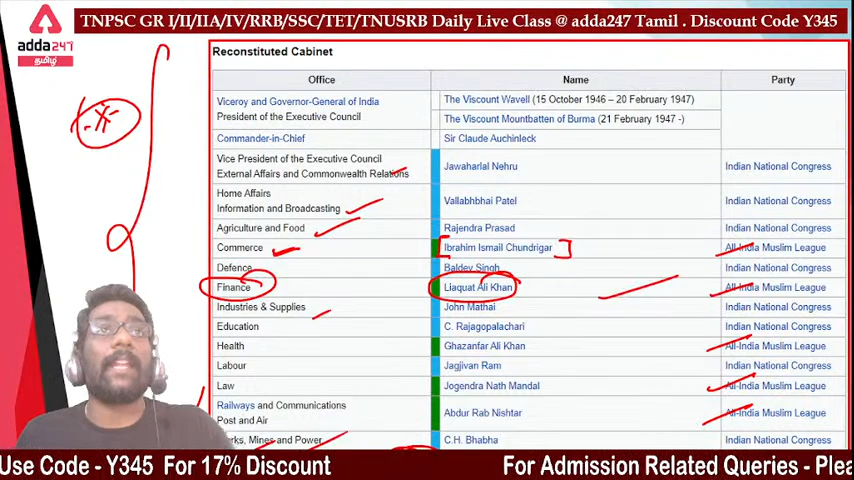 TNPSC GR I/II/IIA/IV/RRB/SSC/TET/TNUSRB Daily Live Class @ adda247 Tamil . Discount Code Y345
adda247
தமிழ்
Reconstituted Cabinet
Office Name Party
Viceroy and Governor-General of India
President of the Executive Council
The Viscount Wavell (15 October 1946 – 20 February 1947)
The Viscount Mountbatten of Burma (21 February 1947 -)
Commander-in-Chief Sir Claude Auchinleck
Vice President of the Executive Council
External Affairs and Commonwealth Relations
Jawaharlal Nehru Indian National Congress
Home Affairs
Information and Broadcasting
Vallabhbhai Patel Indian National Congress
Agriculture and Food Rajendra Prasad Indian National Congress
Commerce Ibrahim Ismail Chundrigar All-India Muslim League
Defence Baldev Singh Indian National Congress
Finance Liaquat Ali Khan All-India Muslim League
Industries & Supplies John Mathai Indian National Congress
Education C. Rajagopalachari Indian National Congress
Health Ghazanfar Ali Khan All-India Muslim League
Labour Jagjivan Ram Indian National Congress
Law Jogendra Nath Mandal All-India Muslim League
Railways and Communications
Post and Air
Abdur Rab Nishtar All-India Muslim League
Mines and Power C.H. Bhabha Indian National Congress
Use Code - Y345 For 17% Discount For Admission Related Queries -